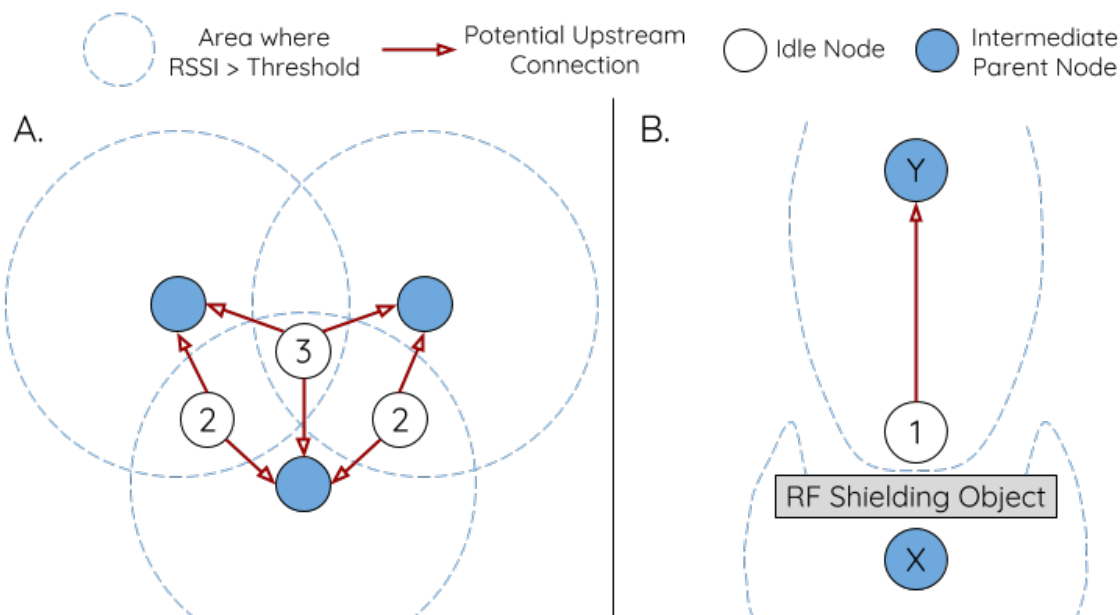 Area where
RSSI > Threshold
Potential Upstream
Connection
Idle Node
Intermediate
Parent Node
A.
3
2
2
B.
Y
1
RF Shielding Object
X